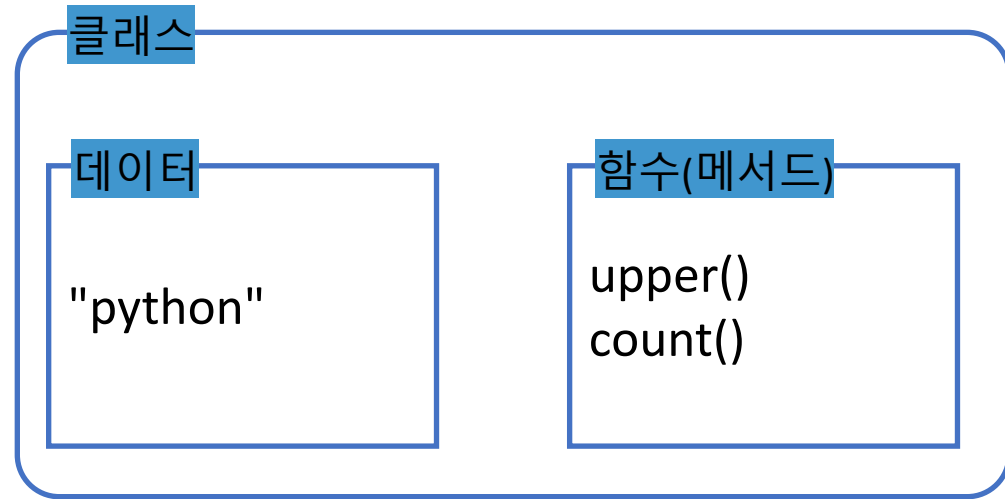 클래스
데이터
"python"
함수(메서드)
upper()
count()